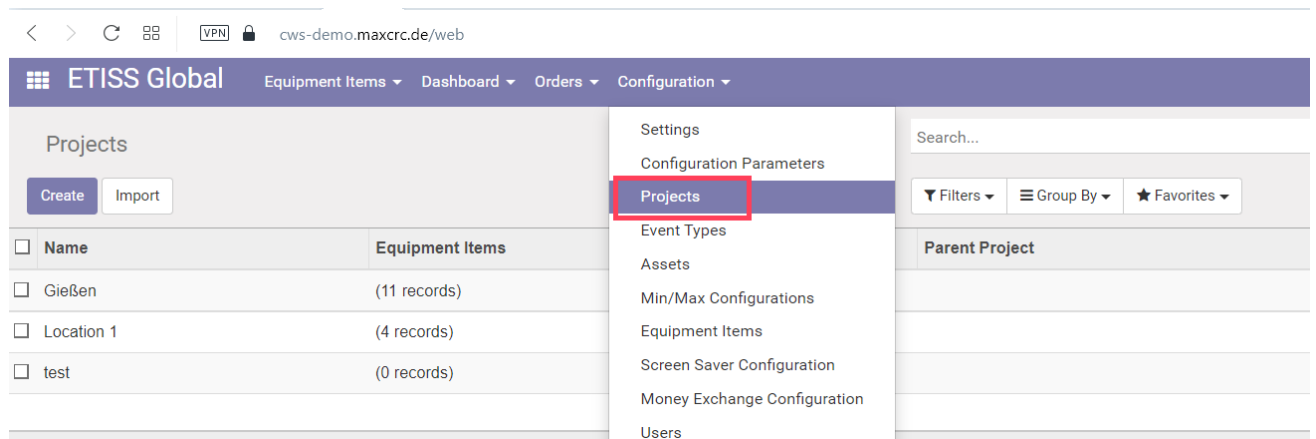 VPN cws-demo.maxcrc.de/web
ETISS Global Equipment Items Dashboard Orders Configuration
Projects
Create Import
Settings
Configuration Parameters
Projects
Event Types
Assets
Min/Max Configurations
Equipment Items
Screen Saver Configuration
Money Exchange Configuration
Users
Search...
Filters Group By Favorites
Name Equipment Items Parent Project
Gießen (11 records)
Location 1 (4 records)
test (0 records)